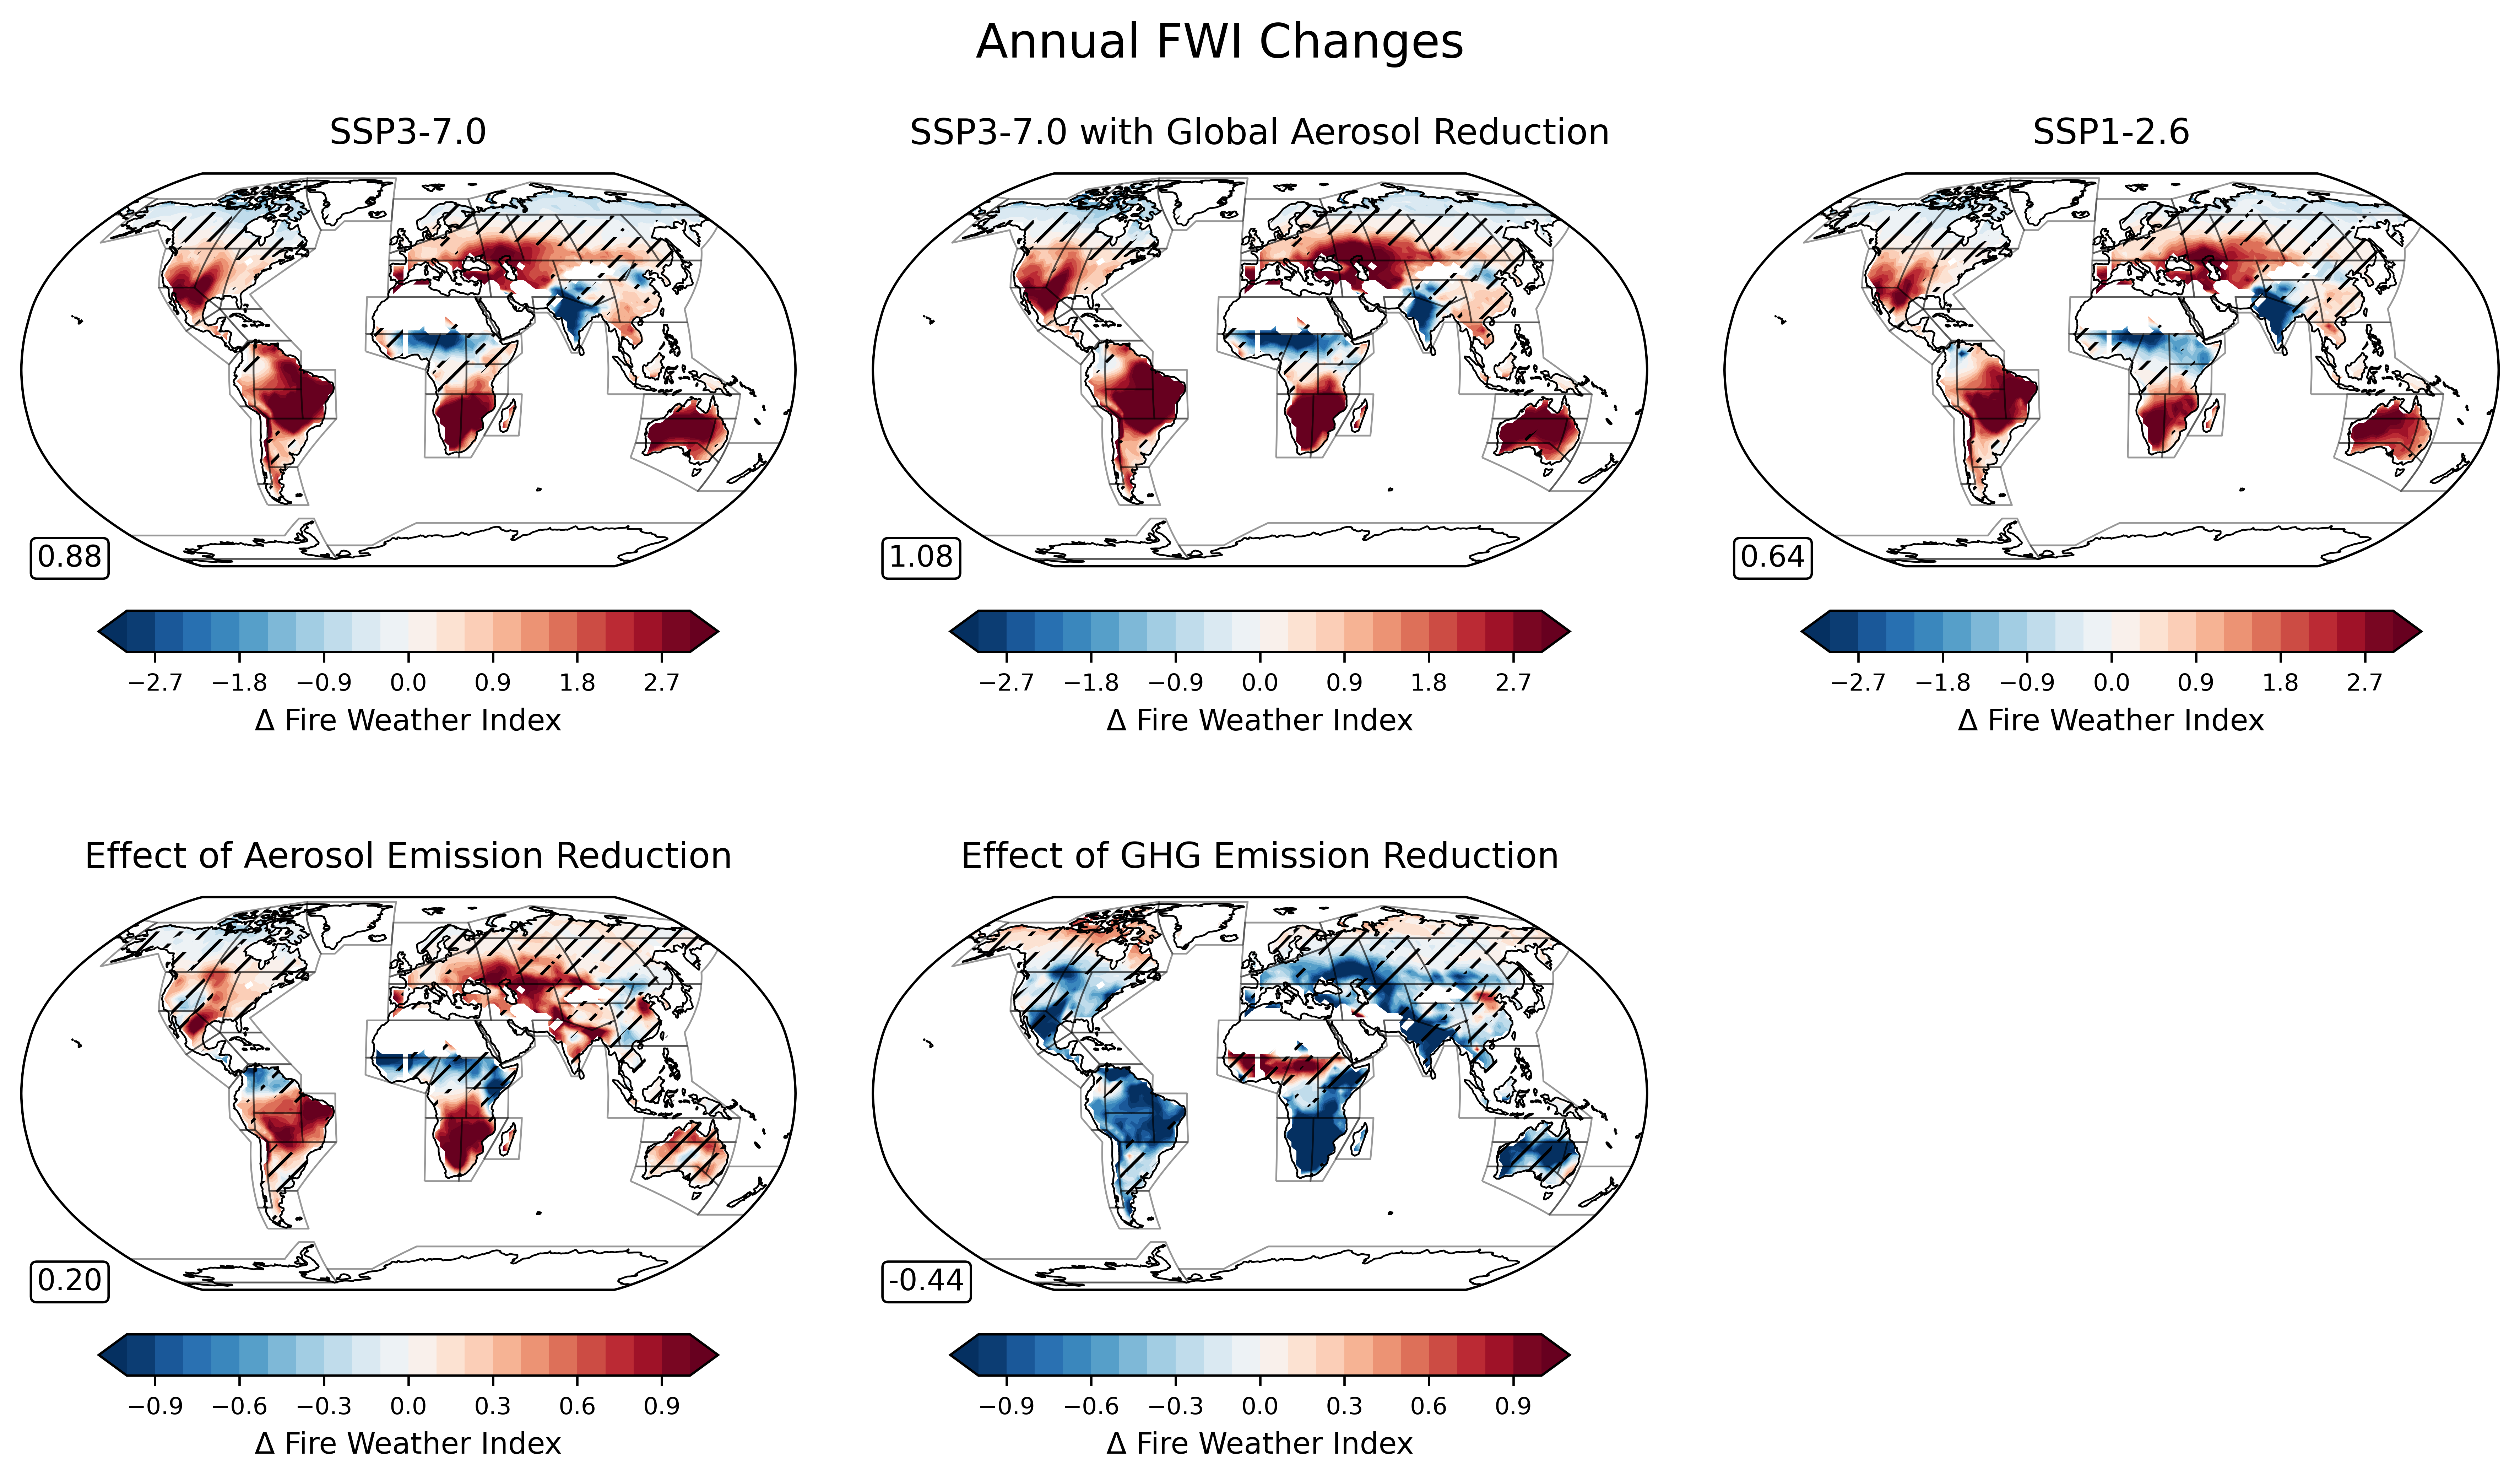 Annual FWI Changes
SSP3-7.0
SSP3-7.0 with Global Aerosol Reduction
SSP1-2.6
0.88
1.08
0.64
−2.7 −1.8 −0.9 0.0 0.9 1.8 2.7
−2.7 −1.8 −0.9 0.0 0.9 1.8 2.7
−2.7 −1.8 −0.9 0.0 0.9 1.8 2.7
Δ Fire Weather Index
Δ Fire Weather Index
Δ Fire Weather Index
Effect of Aerosol Emission Reduction
Effect of GHG Emission Reduction
0.20
-0.44
−0.9 −0.6 −0.3 0.0 0.3 0.6 0.9
−0.9 −0.6 −0.3 0.0 0.3 0.6 0.9
Δ Fire Weather Index
Δ Fire Weather Index